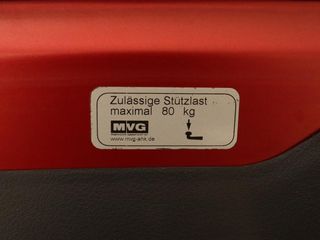 Zulässige Stützlast
maximal 80 kg
MVG
www.mvg-ahk.de